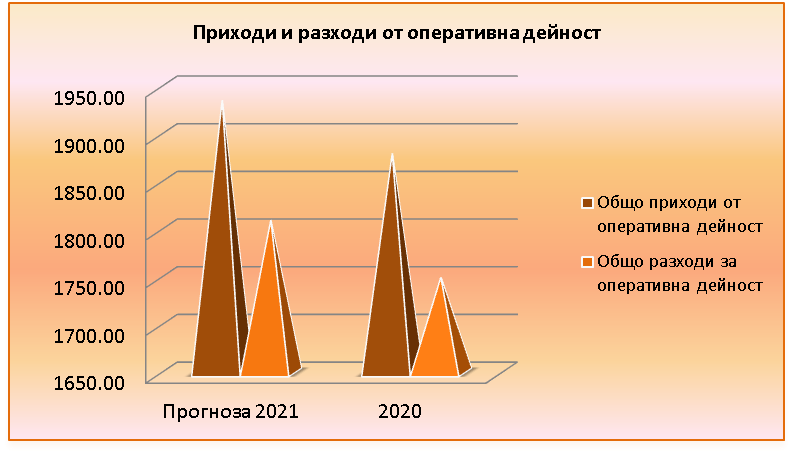 Приходи и разходи от оперативна дейност
1950.00
1900.00
1850.00
1800.00
1750.00
1700.00
1650.00
Прогноза 2021
2020
Общо приходи от
оперативна дейност
Общо разходи за
оперативна дейност